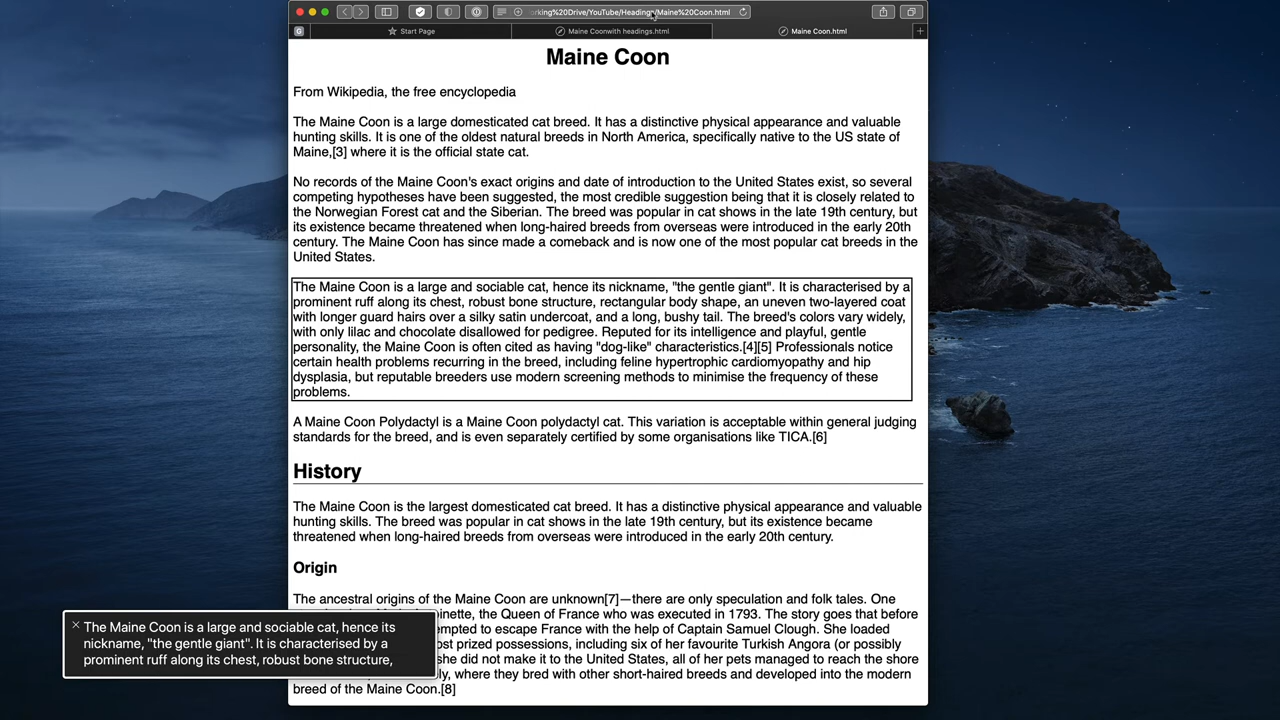 orking%20Drive/YouTube/Heading/Maine%20Coon.html
G
Start Page
Maine Coonwith headings.html
Maine Coon.html
Maine Coon
From Wikipedia, the free encyclopedia
The Maine Coon is a large domesticated cat breed. It has a distinctive physical appearance and valuable
hunting skills. It is one of the oldest natural breeds in North America, specifically native to the US state of
Maine,[3] where it is the official state cat.
No records of the Maine Coon's exact origins and date of introduction to the United States exist, so several
competing hypotheses have been suggested, the most credible suggestion being that it is closely related to
the Norwegian Forest cat and the Siberian. The breed was popular in cat shows in the late 19th century, but
its existence became threatened when long-haired breeds from overseas were introduced in the early 20th
century. The Maine Coon has since made a comeback and is now one of the most popular cat breeds in the
United States.
The Maine Coon is a large and sociable cat, hence its nickname, "the gentle giant". It is characterised by a
prominent ruff along its chest, robust bone structure, rectangular body shape, an uneven two-layered coat
with longer guard hairs over a silky satin undercoat, and a long, bushy tail. The breed's colors vary widely,
with only lilac and chocolate disallowed for pedigree. Reputed for its intelligence and playful, gentle
personality, the Maine Coon is often cited as having "dog-like" characteristics.[4][5] Professionals notice
certain health problems recurring in the breed, including feline hypertrophic cardiomyopathy and hip
dysplasia, but reputable breeders use modern screening methods to minimise the frequency of these
problems.
A Maine Coon Polydactyl is a Maine Coon polydactyl cat. This variation is acceptable within general judging
standards for the breed, and is even separately certified by some organisations like TICA.[6]
History
The Maine Coon is the largest domesticated cat breed. It has a distinctive physical appearance and valuable
hunting skills. The breed was popular in cat shows in the late 19th century, but its existence became
threatened when long-haired breeds from overseas were introduced in the early 20th century.
Origin
The ancestral origins of the Maine Coon are unknown[7]—there are only speculation and folk tales. One
inette, the Queen of France who was executed in 1793. The story goes that before
empted to escape France with the help of Captain Samuel Clough. She loaded
ost prized possessions, including six of her favourite Turkish Angora (or possibly
she did not make it to the United States, all of her pets managed to reach the shore
ly, where they bred with other short-haired breeds and developed into the modern
breed of the Maine Coon.[8]
The Maine Coon is a large and sociable cat, hence its
nickname, "the gentle giant". It is characterised by a
prominent ruff along its chest, robust bone structure,